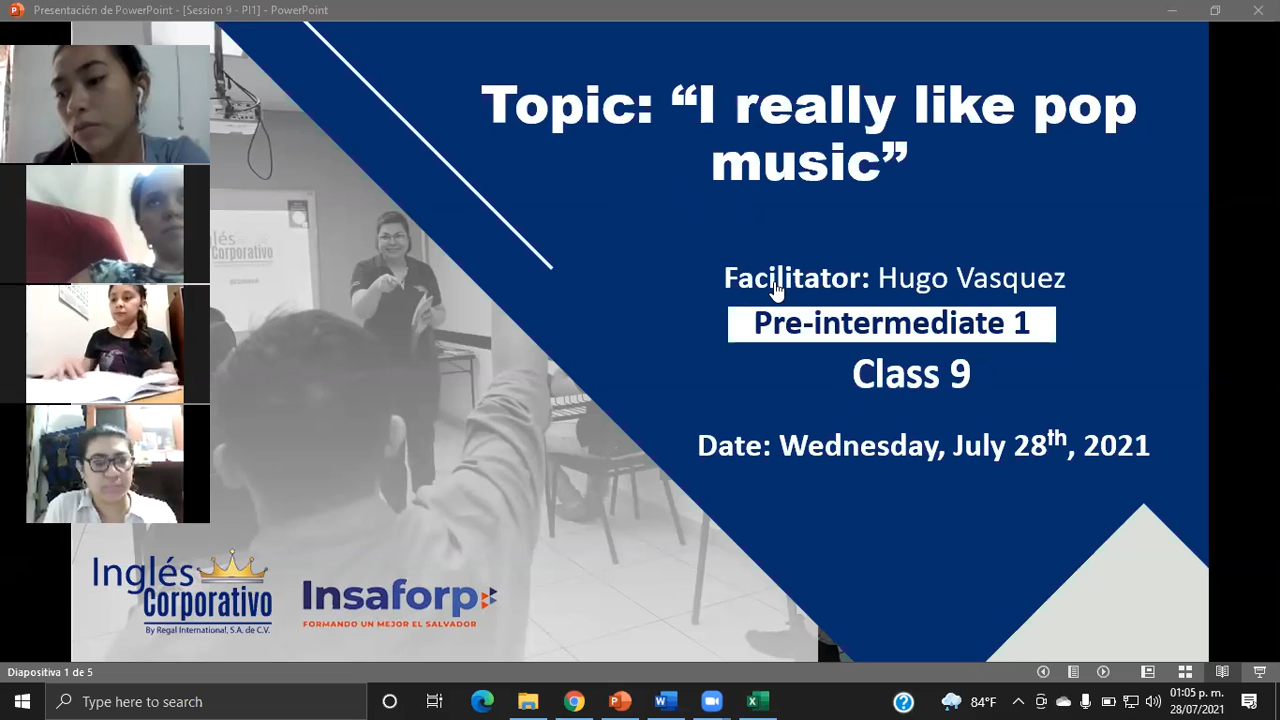 Presentación de PowerPoint - [Session 9 - PI1] - PowerPoint
Topic: “I really like pop
music”
Facilitator: Hugo Vasquez
Pre-intermediate 1
Class 9
Date: Wednesday, July 28th, 2021
glés
Corporativo
Inglés
Corporativo
By Regal International, S.A. de C.V.
Insaforp
FORMANDO UN MEJOR EL SALVADOR
Diapositiva 1 de 5
Type here to search
84°F
01:05 p. m.
28/07/2021